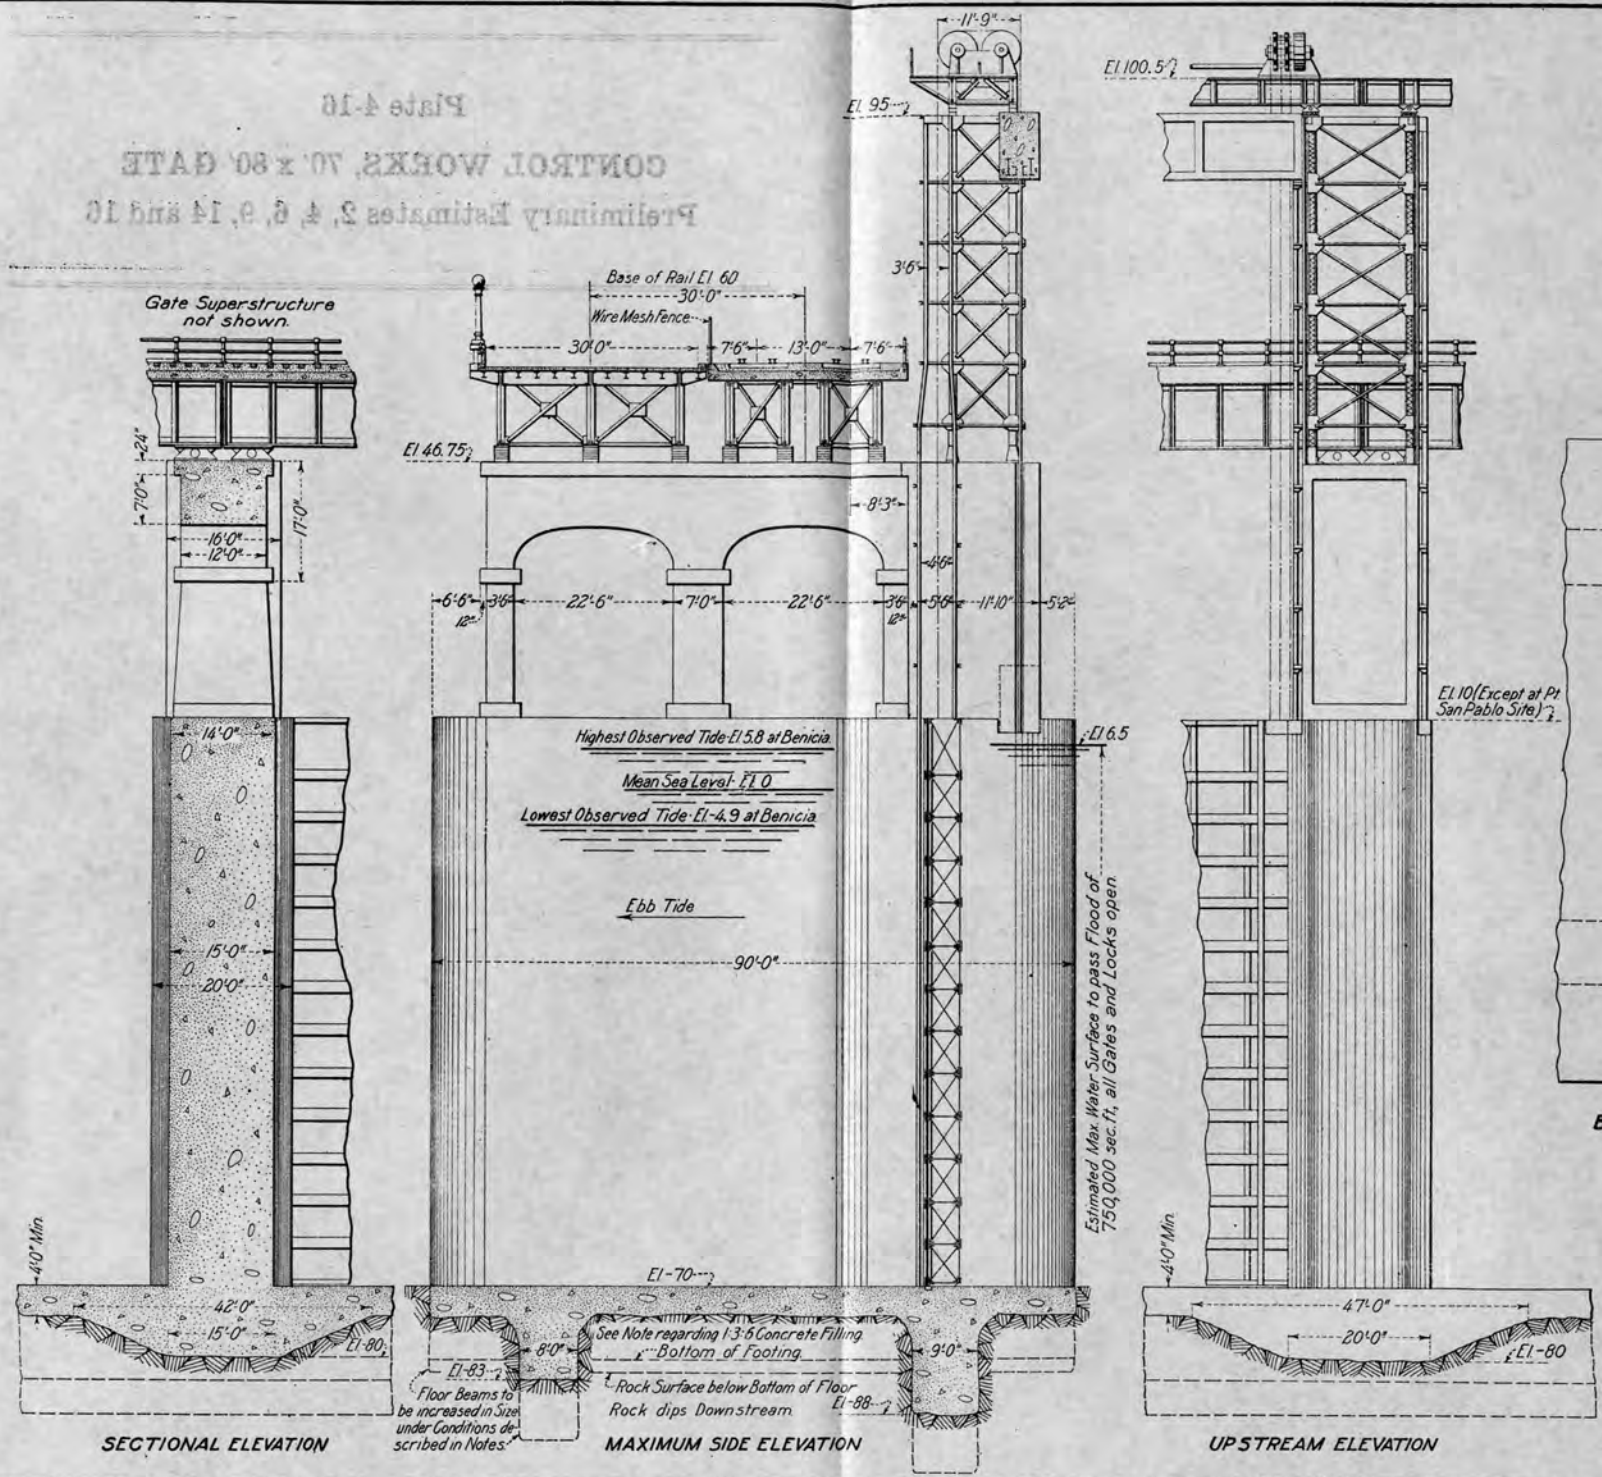 Plate 4-16
CONTROL WORKS, 70' x 80' GATE
Preliminary Estimates 2, 4, 6, 9, 14 and 16
Gate Superstructure
not shown.
24"
7'-0"
17'-0"
16'-0"
12'-0"
14'-0"
15'-0"
20'-0"
4'-0" Min.
42'-0"
15'-0"
El.-80
SECTIONAL ELEVATION
11'-9"
El. 95
3'-6"
Base of Rail El. 60
30'-0"
Wire Mesh Fence
30'-0"
7'-6"
13'-0"
7'-6"
El. 46.75
8'-3"
4'-6"
6'-6"
3'-6"
22'-6"
7'-0"
22'-6"
3'-6"
5'-6"
11'-10"
5'-2"
12"
12"
Highest Observed Tide-El. 5.8 at Benicia.
Mean Sea Level- El. 0
Lowest Observed Tide-El.-4.9 at Benicia.
El. 6.5
Ebb Tide
90'-0"
Estimated Max. Water Surface to pass Flood of
750,000 sec. ft., all Gates and Locks open.
El.-70
See Note regarding 1:3:6 Concrete Filling.
Bottom of Footing.
8'-0"
9'-0"
El.-83
Floor Beams to
be increased in Size
under Conditions de-
scribed in Notes.
Rock Surface below Bottom of Floor
Rock dips Downstream.
El.-88
MAXIMUM SIDE ELEVATION
El. 100.5
El. 10 (Except at Pt.
San Pablo Site)
4'-0" Min.
47'-0"
20'-0"
El.-80
UPSTREAM ELEVATION